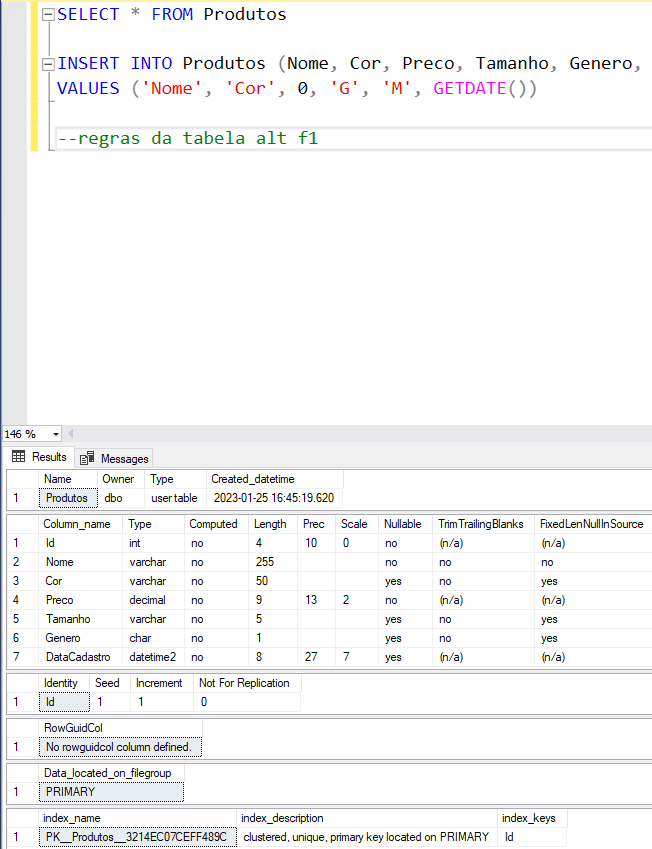 SELECT * FROM Produtos
INSERT INTO Produtos (Nome, Cor, Preco, Tamanho, Genero,
VALUES ('Nome', 'Cor', 0, 'G', 'M', GETDATE())
--regras da tabela alt f1
146 %
Results Messages
Name Owner Type Created_datetime
1 Produtos dbo user table 2023-01-25 16:45:19.620
Column_name Type Computed Length Prec Scale Nullable TrimTrailingBlanks FixedLenNullInSource
1 Id int no 4 10 0 no (n/a) (n/a)
2 Nome varchar no 255 no no no
3 Cor varchar no 50 yes no yes
4 Preco decimal no 9 13 2 no (n/a) (n/a)
5 Tamanho varchar no 5 yes no yes
6 Genero char no 1 yes no yes
7 DataCadastro datetime2 no 8 27 7 yes (n/a) (n/a)
Identity Seed Increment Not For Replication
1 Id 1 1 0
RowGuidCol
1 No rowguidcol column defined.
Data_located_on_filegroup
1 PRIMARY
index_name index_description index_keys
1 PK__Produtos__3214EC07CEFF489C clustered, unique, primary key located on PRIMARY Id